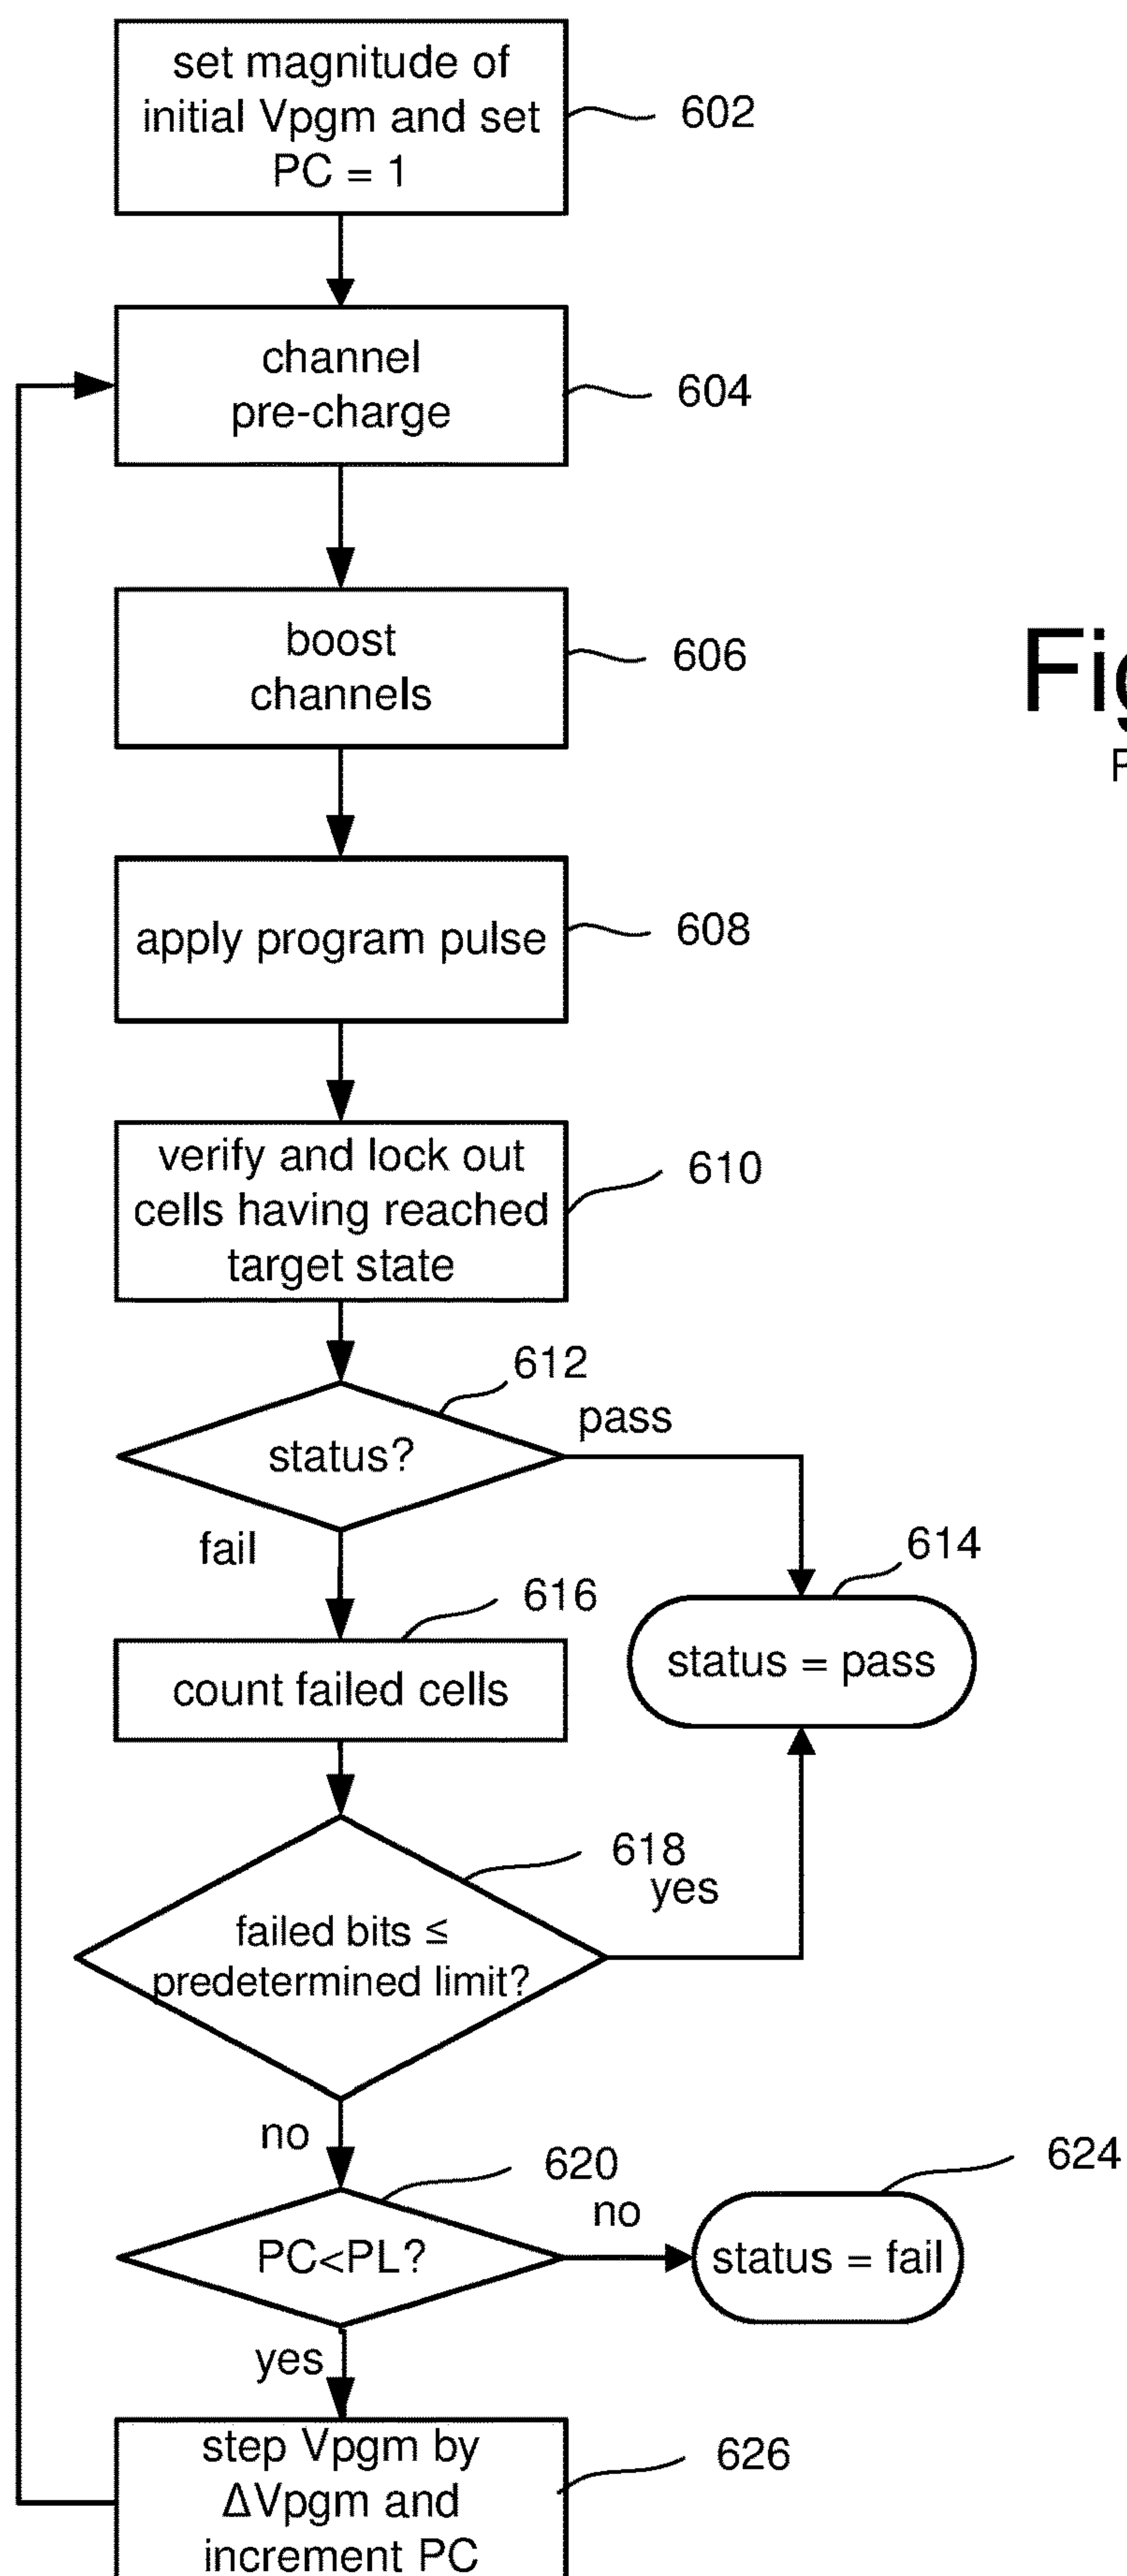 set magnitude of
initial Vpgm and set
PC = 1
602
channel
pre-charge
604
boost
channels
606
Fig
P
apply program pulse
608
verify and lock out
cells having reached
target state
610
612
status?
pass
fail
614
status = pass
616
count failed cells
618
yes
failed bits ≤
predetermined limit?
no
620
624
PC<PL?
no
status = fail
yes
step Vpgm by
ΔVpgm and
increment PC
626